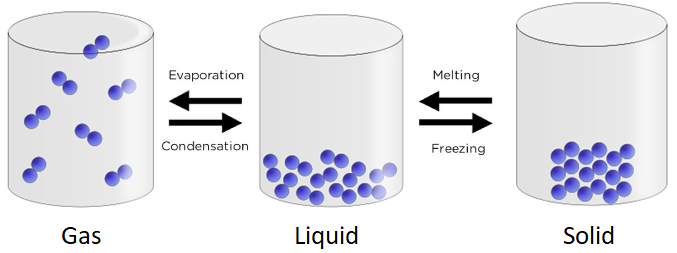 Evaporation
Condensation
Melting
Freezing
Gas
Liquid
Solid